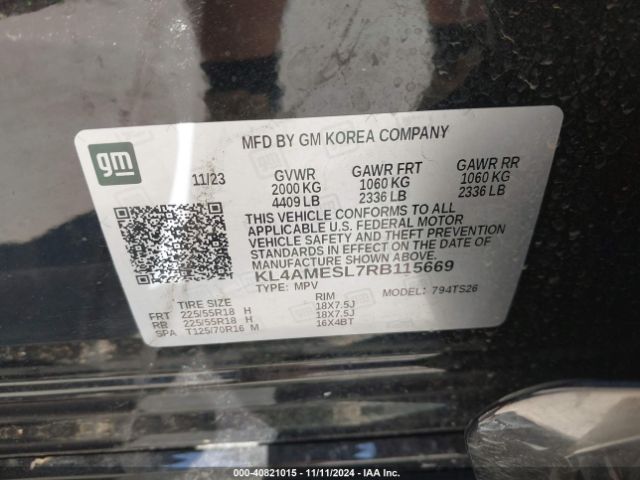 MFD BY GM KOREA COMPANY
gm
11/23
GVWR GAWR FRT GAWR RR
2000 KG 1060 KG 1060 KG
4409 LB 2336 LB 2336 LB
THIS VEHICLE CONFORMS TO ALL
APPLICABLE U.S. FEDERAL MOTOR
VEHICLE SAFETY AND THEFT PREVENTION
STANDARDS IN EFFECT ON THE DATE OF
MANUFACTURE SHOWN ABOVE.
KL4AMESL7RB115669
TYPE: MPV MODEL: 794TS26
TIRE SIZE RIM
FRT 225/55R18 H 18X7.5J
RB 225/55R18 H 18X7.5J
SPA T125/70R16 M 16X4BT
000-40821015 - 11/11/2024 - IAA Inc.